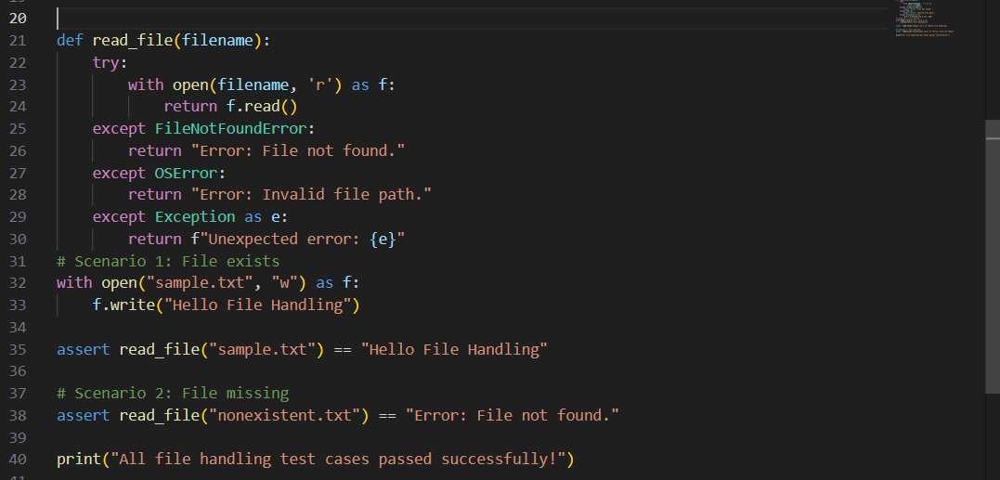 20
21 def read_file(filename):
22     try:
23         with open(filename, 'r') as f:
24             return f.read()
25     except FileNotFoundError:
26         return "Error: File not found."
27     except OSError:
28         return "Error: Invalid file path."
29     except Exception as e:
30         return f"Unexpected error: {e}"
31 # Scenario 1: File exists
32 with open("sample.txt", "w") as f:
33     f.write("Hello File Handling")
34
35 assert read_file("sample.txt") == "Hello File Handling"
36
37 # Scenario 2: File missing
38 assert read_file("nonexistent.txt") == "Error: File not found."
39
40 print("All file handling test cases passed successfully!")